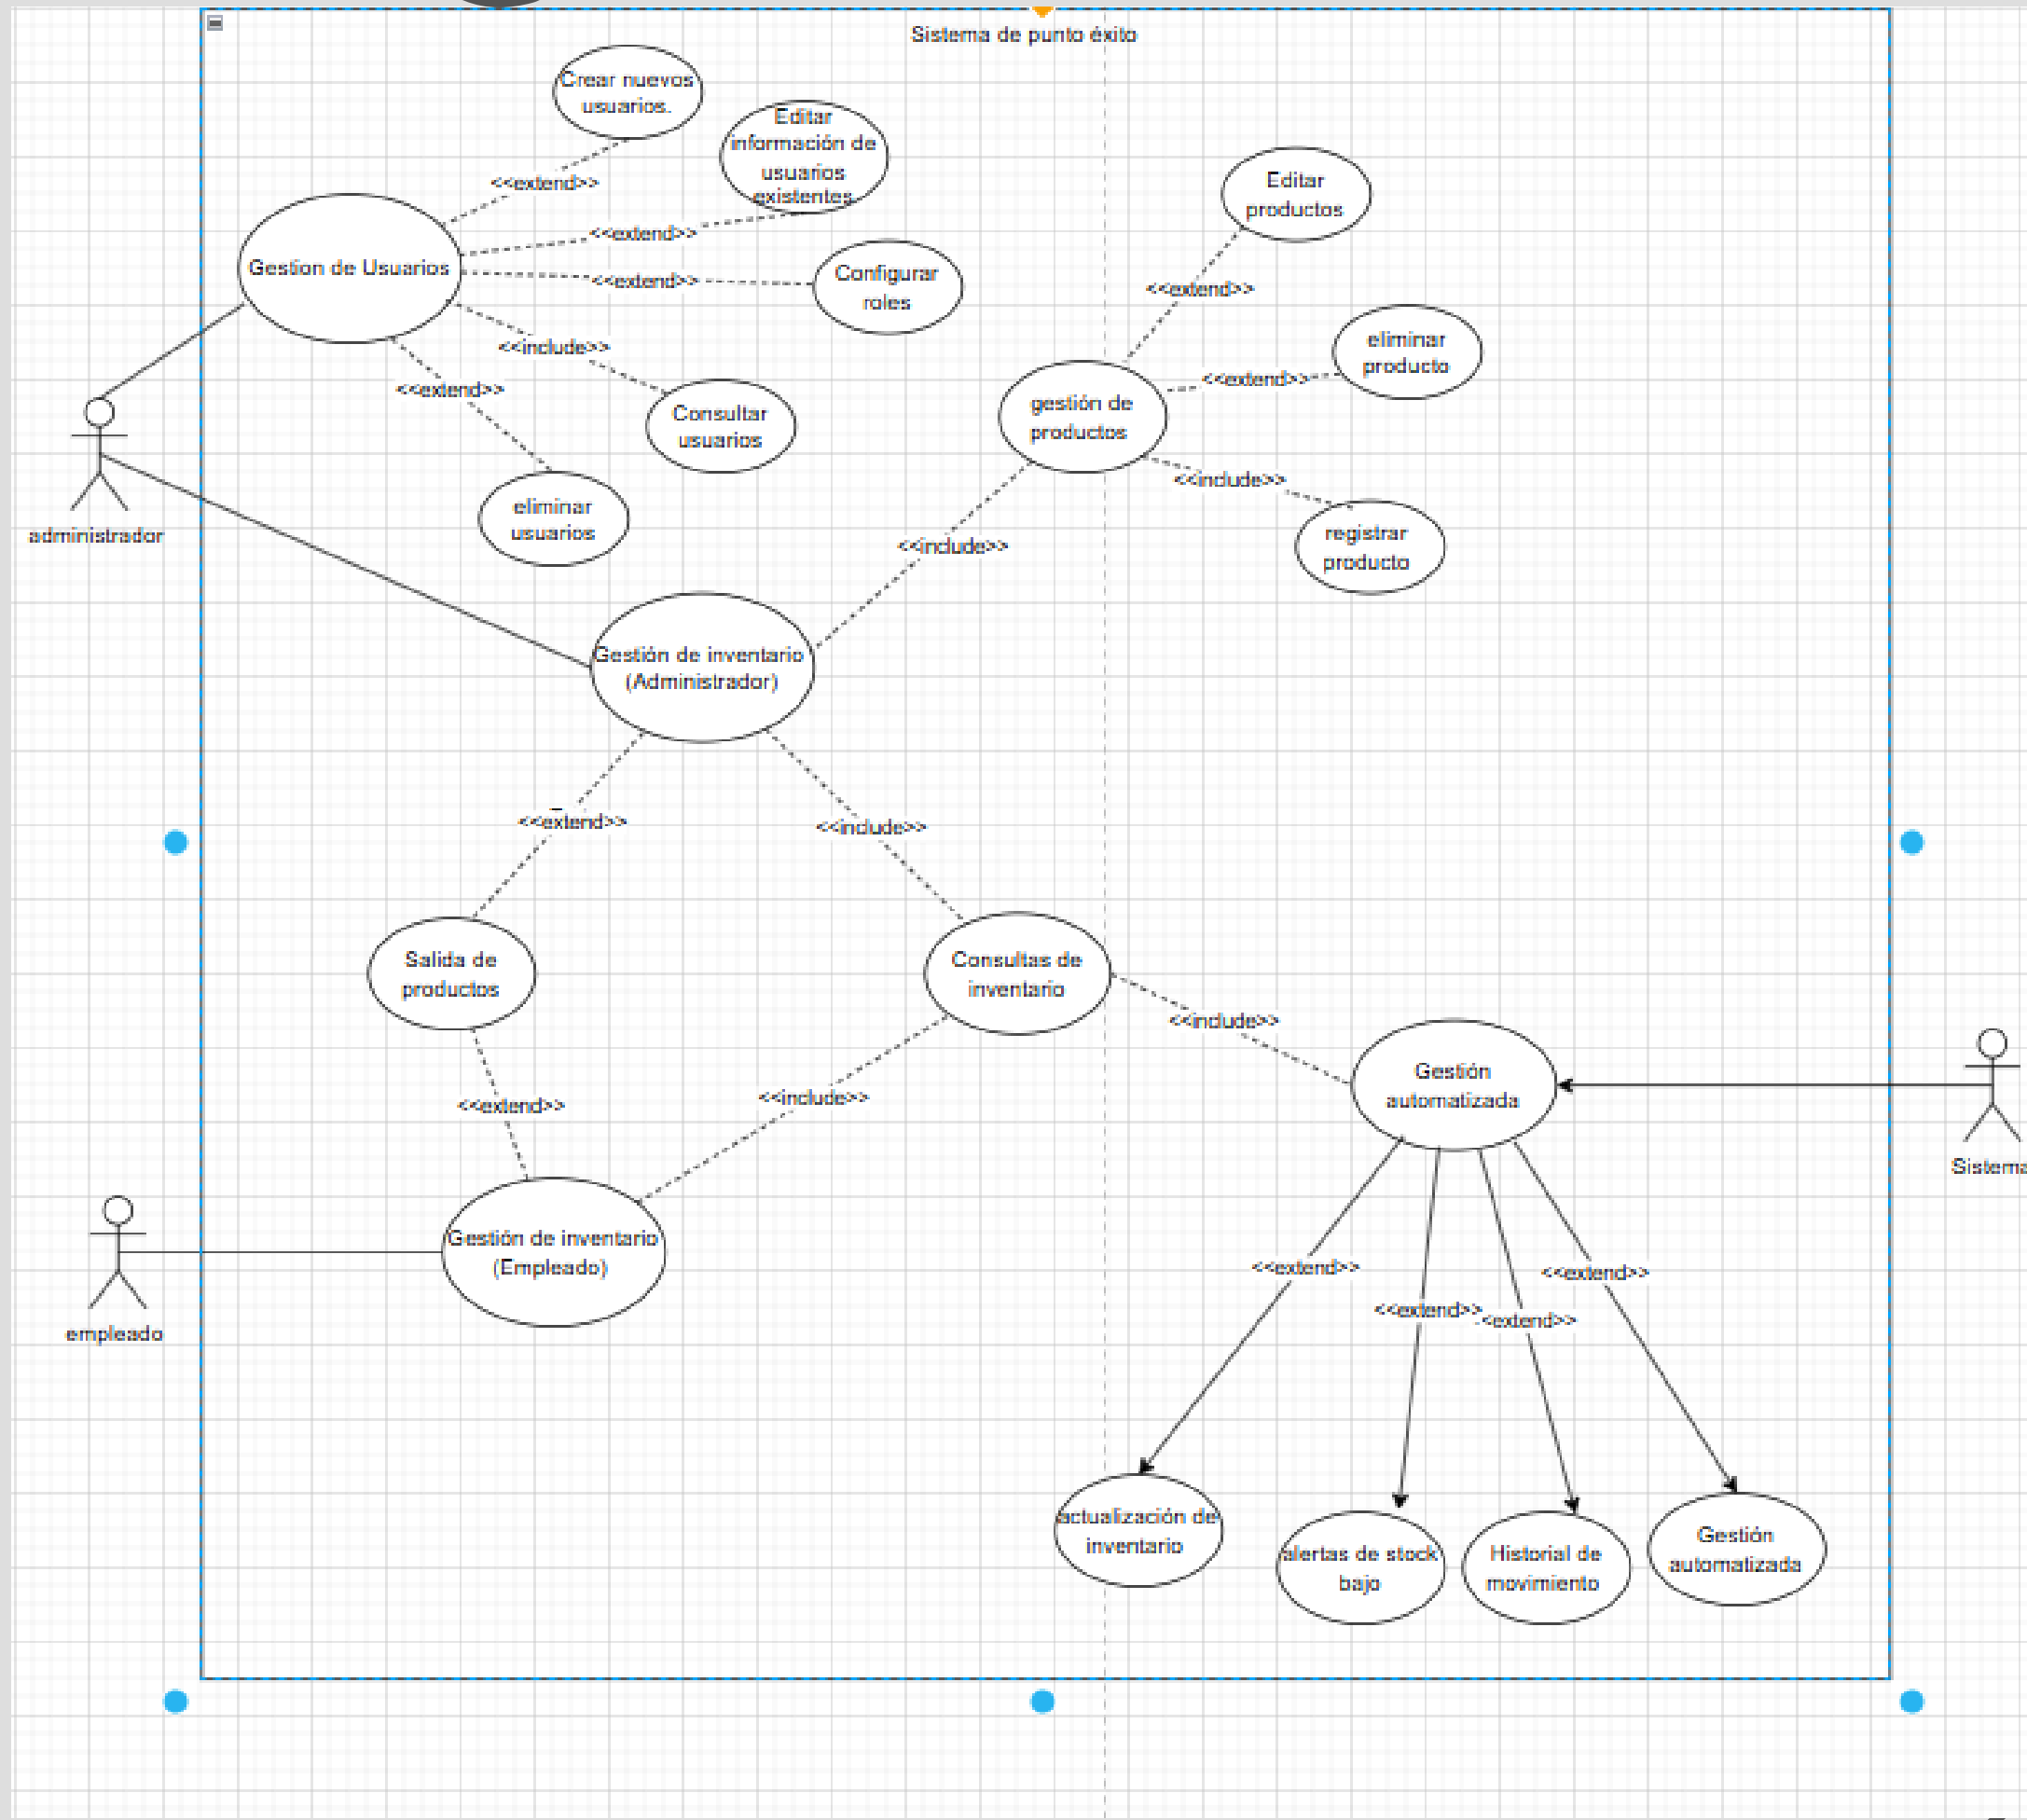 Sistema de punto éxito
Crear nuevos
usuarios.
Editar
información de
usuarios
existentes
<<extend>>
<<extend>>
Gestion de Usuarios
<<extend>>
Configurar
roles
<<include>>
<<extend>>
Consultar
usuarios
eliminar
usuarios
administrador
Editar
productos
<<extend>>
eliminar
producto
<<extend>>
gestión de
productos
<<include>>
registrar
producto
<<include>>
Gestión de inventario
(Administrador)
<<extend>>
<<include>>
Salida de
productos
Consultas de
inventario
<<include>>
Gestión
automatizada
Sistema
<<extend>>
<<include>>
Gestión de inventario
(Empleado)
empleado
<<extend>>
<<extend>>
<<extend>>
<extend>>
actualización de
inventario
alertas de stock
bajo
Historial de
movimiento
Gestión
automatizada